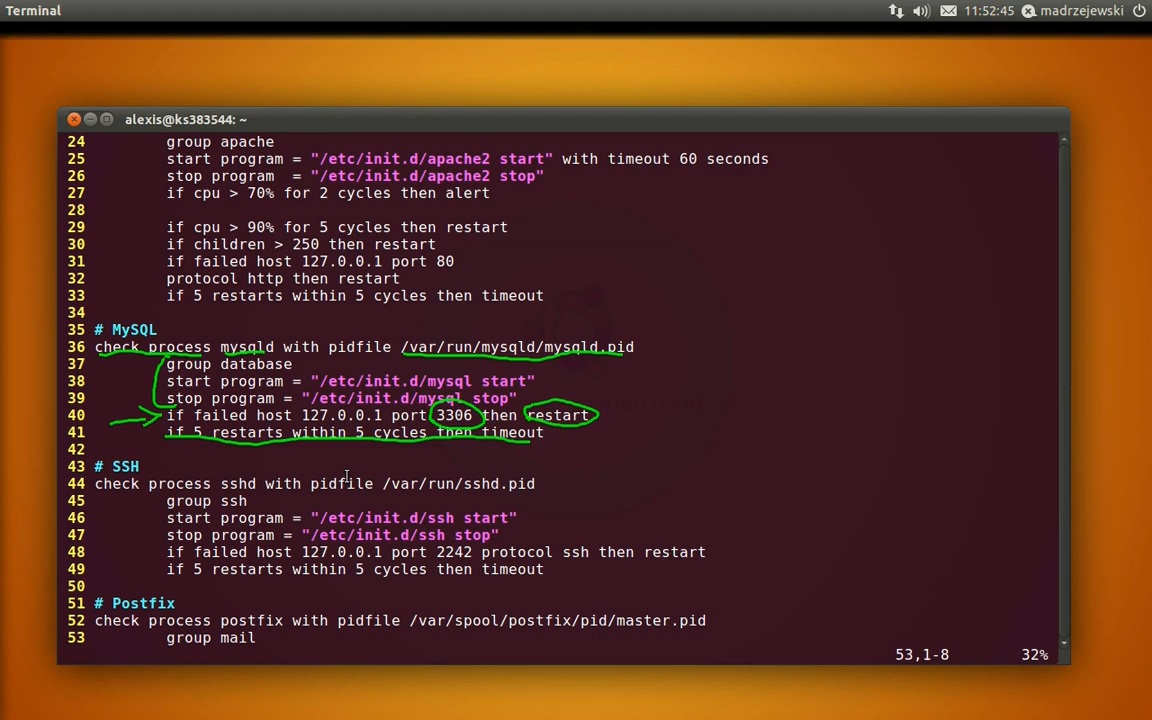 Terminal
11:52:45 madrzejewski
alexis@ks383544: ~
24 group apache
25 start program = "/etc/init.d/apache2 start" with timeout 60 seconds
26 stop program  = "/etc/init.d/apache2 stop"
27 if cpu > 70% for 2 cycles then alert
28
29 if cpu > 90% for 5 cycles then restart
30 if children > 250 then restart
31 if failed host 127.0.0.1 port 80
32 protocol http then restart
33 if 5 restarts within 5 cycles then timeout
34
35 # MySQL
36 check process mysqld with pidfile /var/run/mysqld/mysqld.pid
37 group database
38 start program = "/etc/init.d/mysql start"
39 stop program = "/etc/init.d/mysql stop"
40 if failed host 127.0.0.1 port 3306 then restart
41 if 5 restarts within 5 cycles then timeout
42
43 # SSH
44 check process sshd with pidfile /var/run/sshd.pid
45 group ssh
46 start program = "/etc/init.d/ssh start"
47 stop program = "/etc/init.d/ssh stop"
48 if failed host 127.0.0.1 port 2242 protocol ssh then restart
49 if 5 restarts within 5 cycles then timeout
50
51 # Postfix
52 check process postfix with pidfile /var/spool/postfix/pid/master.pid
53 group mail
53,1-8 32%